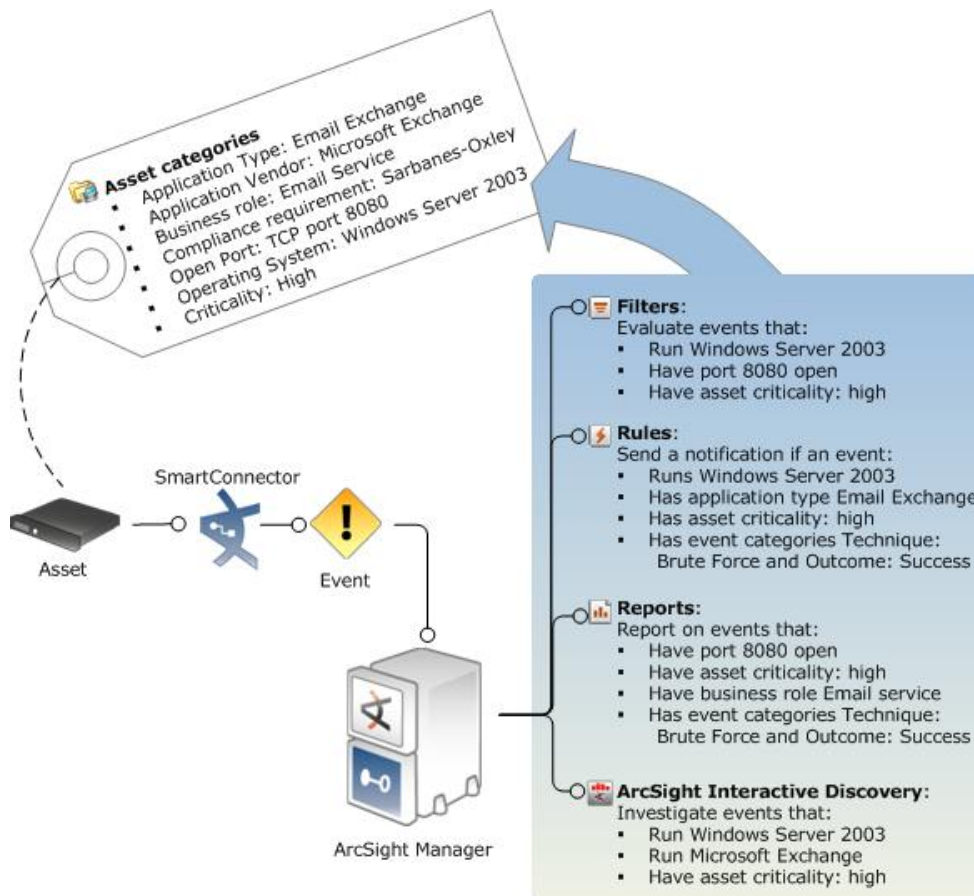 Asset categories
▪ Application Type: Email Exchange
▪ Application Vendor: Microsoft Exchange
▪ Business role: Email Service
▪ Compliance requirement: Sarbanes-Oxley
▪ Open Port: TCP port 8080
▪ Operating System: Windows Server 2003
▪ Criticality: High
Asset
SmartConnector
Event
ArcSight Manager
Filters:
Evaluate events that:
▪ Run Windows Server 2003
▪ Have port 8080 open
▪ Have asset criticality: high
Rules:
Send a notification if an event:
▪ Runs Windows Server 2003
▪ Has application type Email Exchange
▪ Has asset criticality: high
▪ Has event categories Technique:
Brute Force and Outcome: Success
Reports:
Report on events that:
▪ Have port 8080 open
▪ Have asset criticality: high
▪ Have business role Email service
▪ Has event categories Technique:
Brute Force and Outcome: Success
ArcSight Interactive Discovery:
Investigate events that:
▪ Run Windows Server 2003
▪ Run Microsoft Exchange
▪ Have asset criticality: high